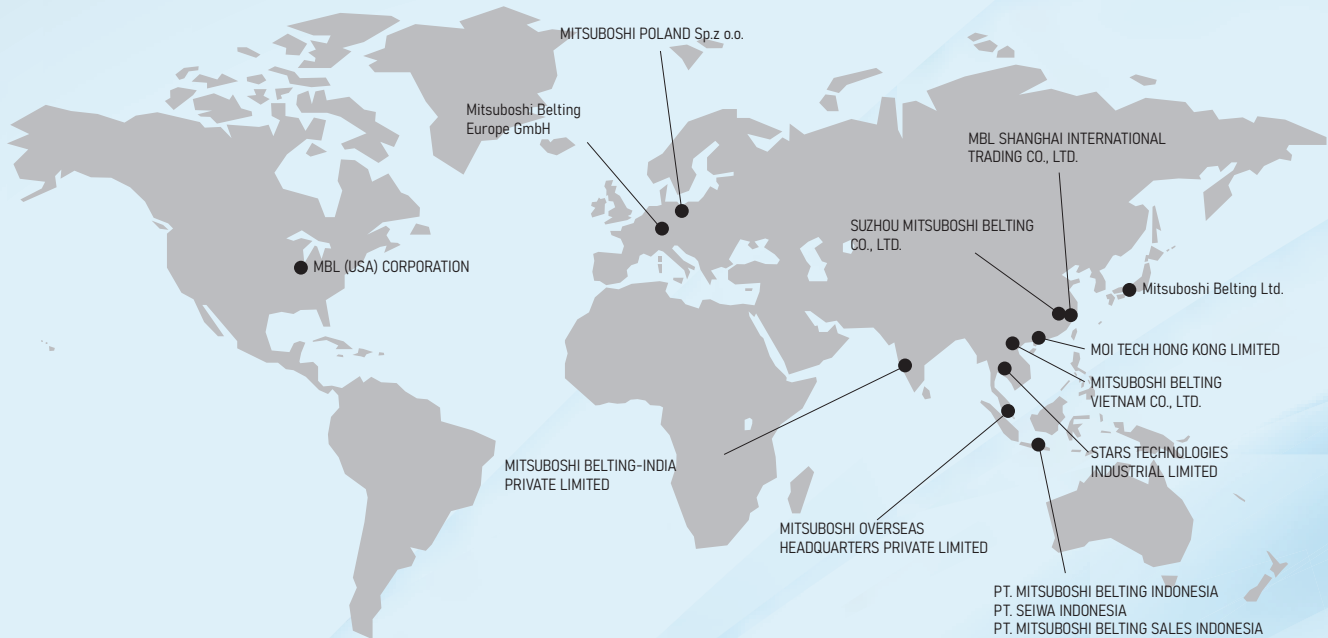 MITSUBOSHI POLAND Sp.z o.o.
Mitsuboshi Belting
Europe GmbH
MBL SHANGHAI INTERNATIONAL
TRADING CO., LTD.
SUZHOU MITSUBOSHI BELTING
CO., LTD.
MBL (USA) CORPORATION
Mitsuboshi Belting Ltd.
MOI TECH HONG KONG LIMITED
MITSUBOSHI BELTING
VIETNAM CO., LTD.
STARS TECHNOLOGIES
INDUSTRIAL LIMITED
MITSUBOSHI BELTING-INDIA
PRIVATE LIMITED
MITSUBOSHI OVERSEAS
HEADQUARTERS PRIVATE LIMITED
PT. MITSUBOSHI BELTING INDONESIA
PT. SEIWA INDONESIA
PT. MITSUBOSHI BELTING SALES INDONESIA